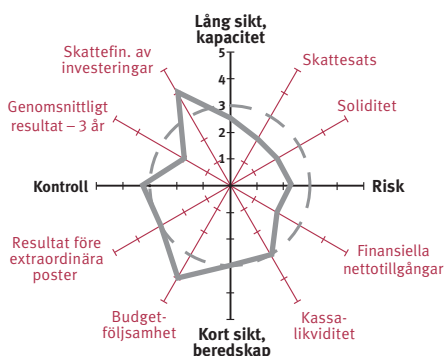 Lång sikt,
kapacitet
Skattefin. av
investeringar
Skattesats
Genomsnittligt
resultat – 3 år
Soliditet
5
4
3
2
1
Kontroll
Risk
Resultat före
extraordinära
poster
Finansiella
nettotillgångar
Budget-
följsamhet
Kassa-
likviditet
Kort sikt,
beredskap